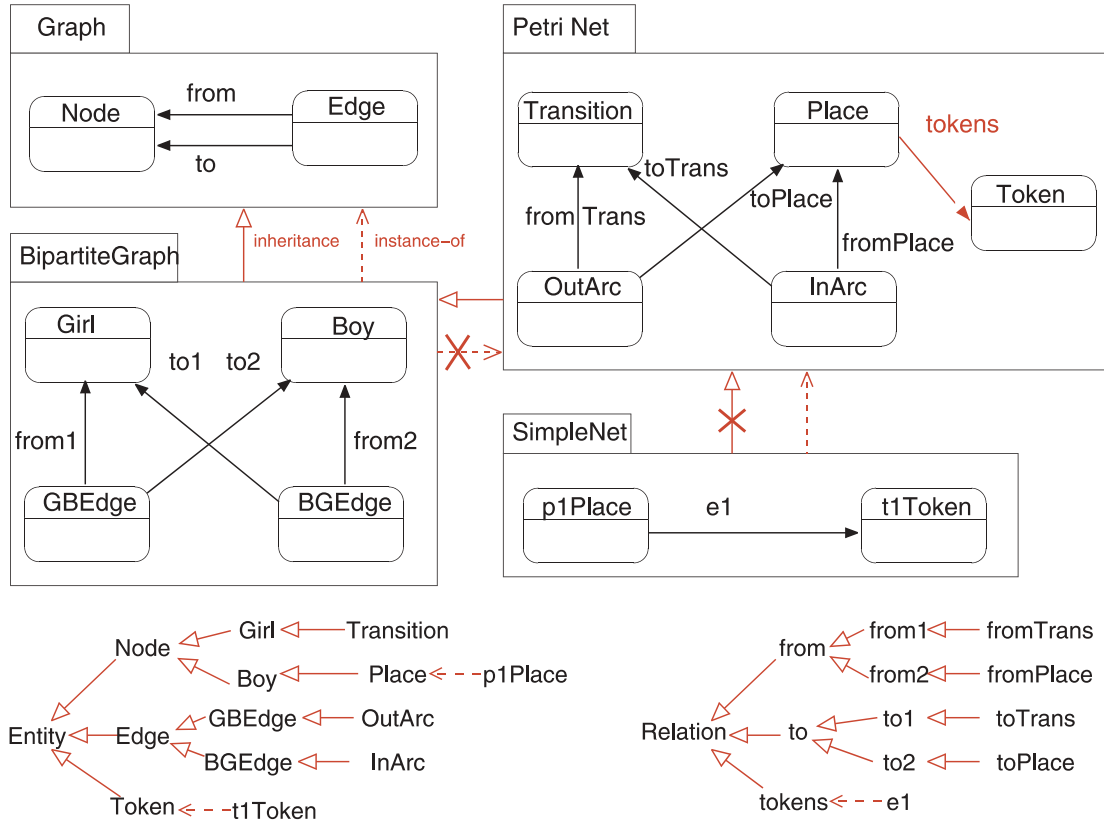 Graph
Petri Net
Node
from
Edge
to
Transition
Place
tokens
toTrans
Token
from Trans
toPlace
fromPlace
OutArc
InArc
inheritance
instance-of
BipartiteGraph
Girl
Boy
to1
to2
from1
from2
GBEdge
BGEdge
SimpleNet
p1Place
e1
t1Token
Node
Girl
Transition
Boy
Place
p1Place
Entity
Edge
GBEdge
OutArc
BGEdge
InArc
Token
t1Token
from
from1
fromTrans
from2
fromPlace
Relation
to
to1
toTrans
to2
toPlace
tokens
e1